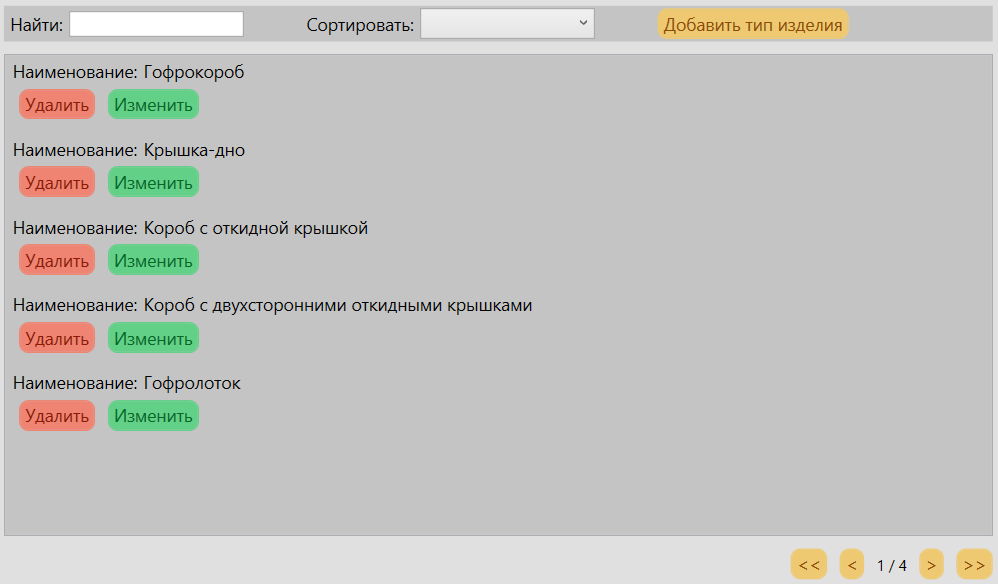 Найти: Сортировать: Добавить тип изделия
Наименование: Гофрокороб
Удалить Изменить
Наименование: Крышка-дно
Удалить Изменить
Наименование: Короб с откидной крышкой
Удалить Изменить
Наименование: Короб с двухсторонними откидными крышками
Удалить Изменить
Наименование: Гофролоток
Удалить Изменить
<< < 1 / 4 > >>